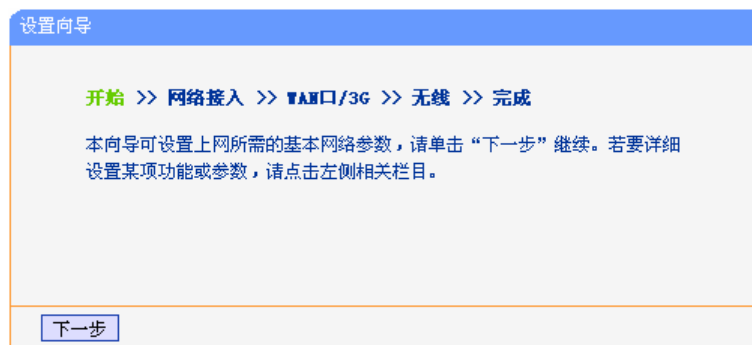 设置向导
开始 >> 网络接入 >> WAN口/3G >> 无线 >> 完成
本向导可设置上网所需的基本网络参数，请单击“下一步”继续。若要详细
设置某项功能或参数，请点击左侧相关栏目。
下一步